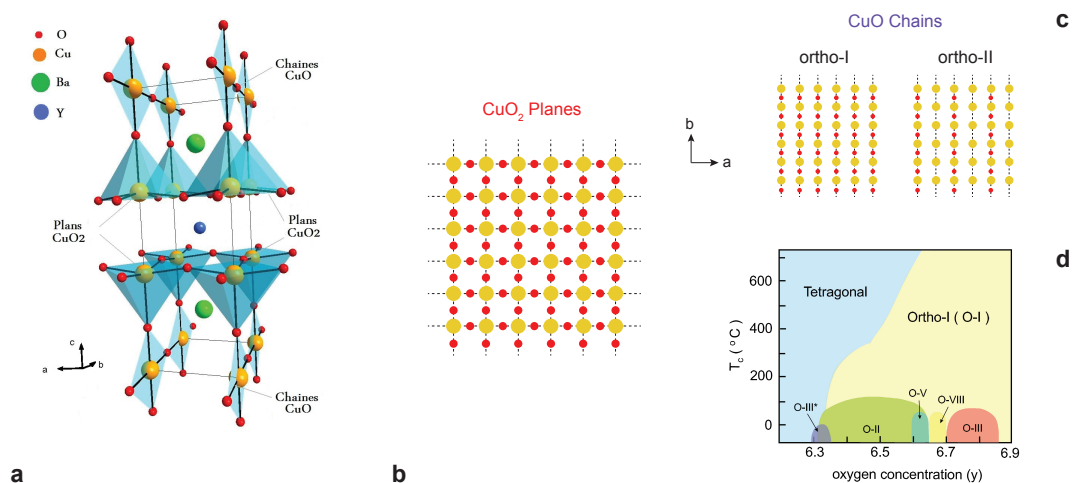 O
Cu
Ba
Y
Chaines
CuO
Plans
CuO2
Plans
CuO2
Chaines
CuO
c
a
b
a
CuO₂ Planes
b
CuO Chains
ortho-I
ortho-II
b
a
c
Tetragonal
Ortho-I ( O-I )
O-V
O-VIII
O-III*
O-II
O-III
600
400
200
0
T꜀ ( °C )
6.3
6.5
6.7
6.9
oxygen concentration (y)
d